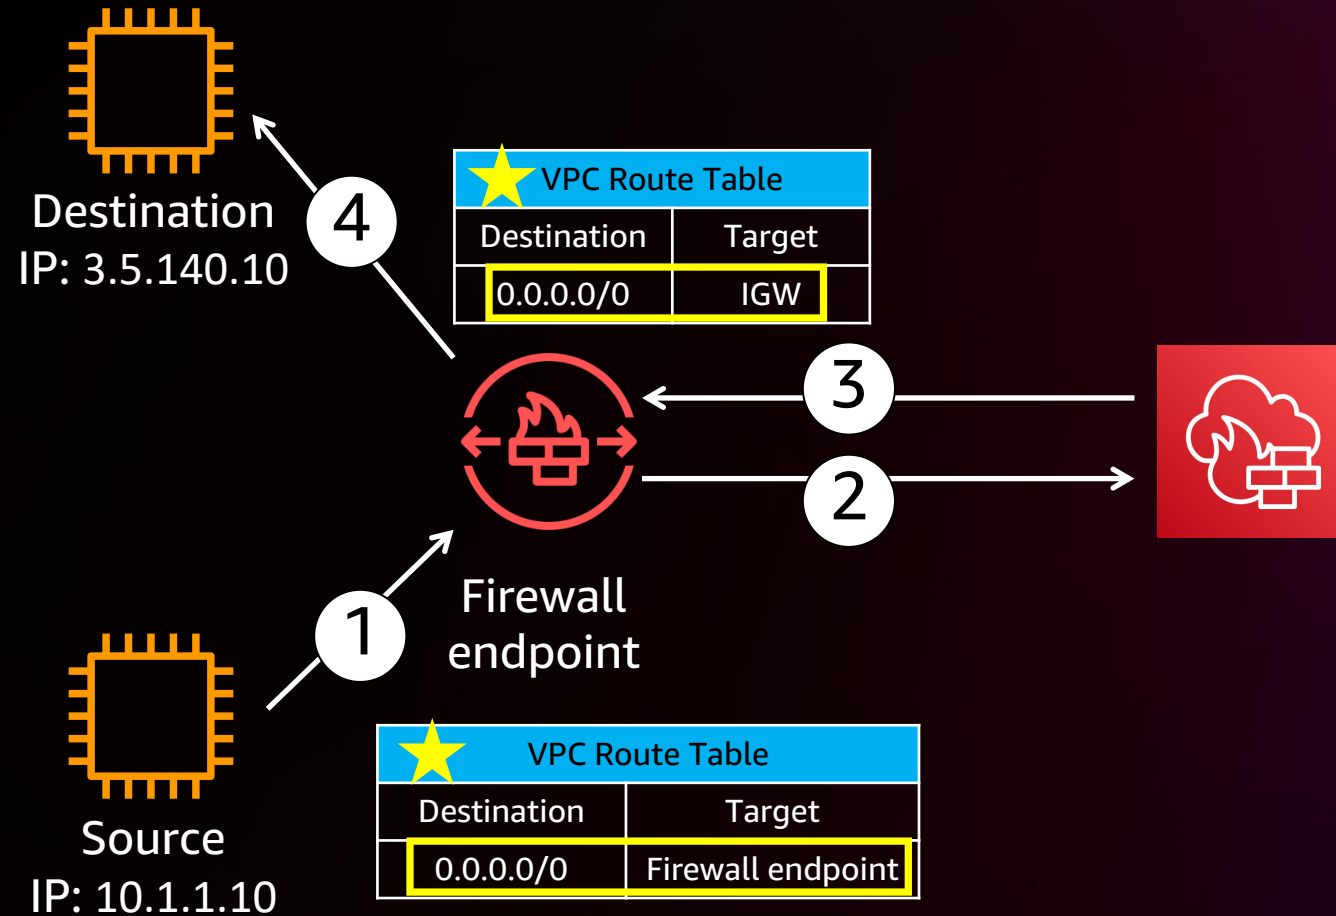 Destination
IP: 3.5.140.10
4
VPC Route Table
Destination Target
0.0.0.0/0 IGW
3
2
Firewall
endpoint
1
Source
IP: 10.1.1.10
VPC Route Table
Destination Target
0.0.0.0/0 Firewall endpoint